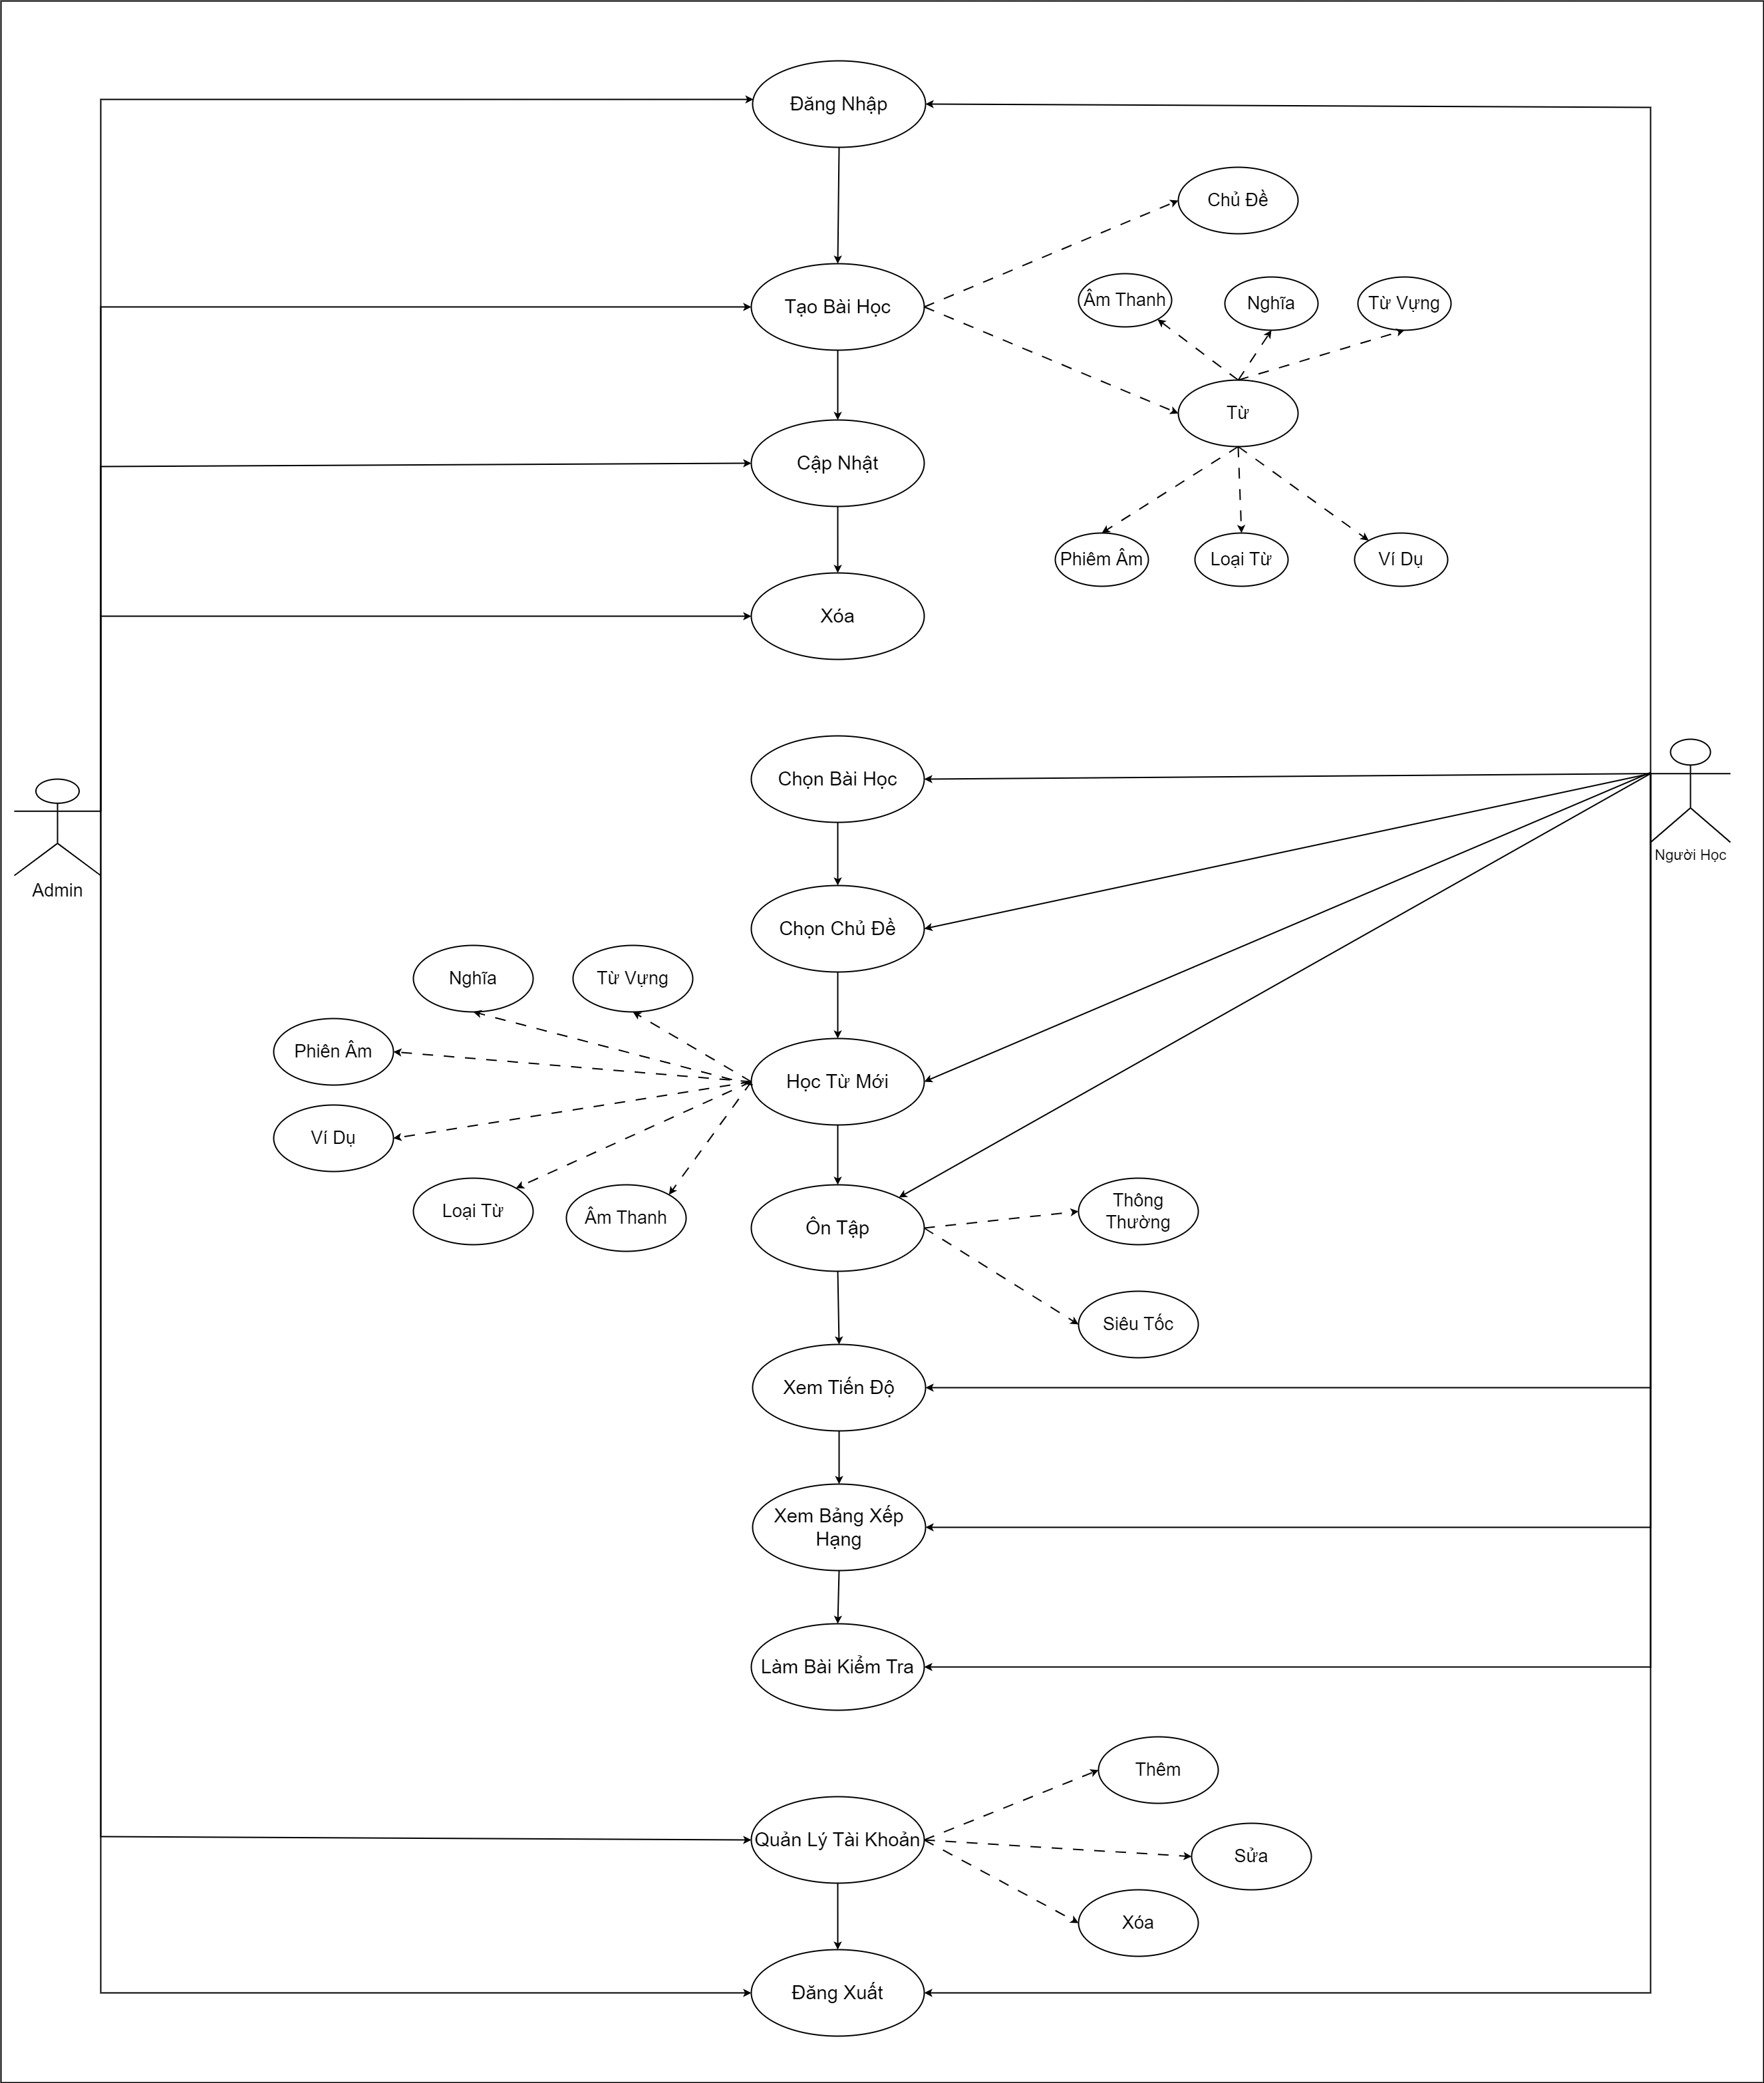 Đăng Nhập
Chủ Đề
Tạo Bài Học
Âm Thanh
Nghĩa
Từ Vựng
Từ
Cập Nhật
Phiêm Âm
Loại Từ
Ví Dụ
Xóa
Chọn Bài Học
Người Học
Admin
Chọn Chủ Đề
Nghĩa
Từ Vựng
Phiên Âm
Học Từ Mới
Ví Dụ
Loại Từ
Âm Thanh
Ôn Tập
Thông
Thường
Siêu Tốc
Xem Tiến Độ
Xem Bảng Xếp
Hạng
Làm Bài Kiểm Tra
Thêm
Quản Lý Tài Khoản
Sửa
Xóa
Đăng Xuất